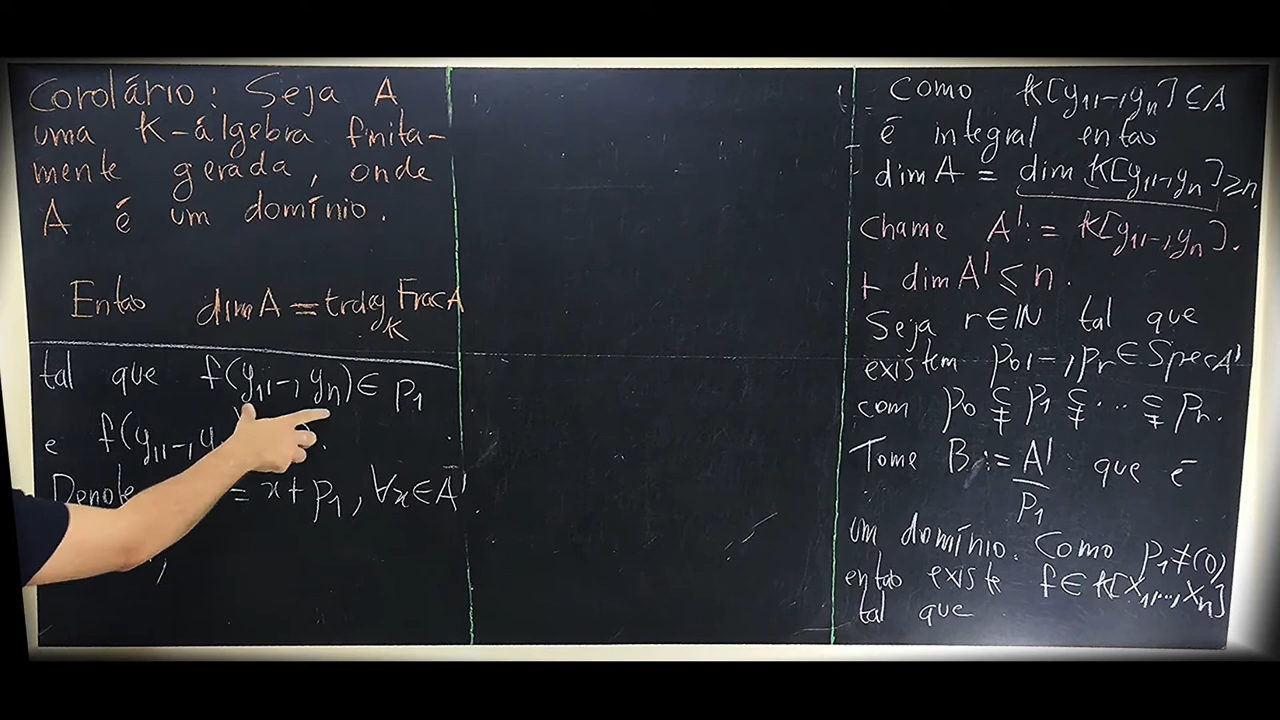 Corolário: Seja A
uma K-álgebra finita-
mente gerada, onde
A é um domínio.
Então dim A = trdeg_K Frac A
tal que f(y₁,–,yₙ) ∈ p₁
e f(y₁,–,y
Denote = x + p₁, ∀x ∈ A'.
Como k[y₁,–,yₙ] ⊆ A
é integral então
dim A = dim k[y₁,–,yₙ] ≥ n.
Chame A' := k[y₁,–,yₙ].
⊢ dim A' ≤ n.
Seja r ∈ ℕ tal que
existem p₀,–,pᵣ ∈ Spec A'
com p₀ ⊊ p₁ ⊊ ... ⊊ pᵣ.
Tome B := A'/p₁ que é
um domínio. Como p₁ ≠ (0)
então existe f ∈ k[X₁,...,Xₙ]
tal que